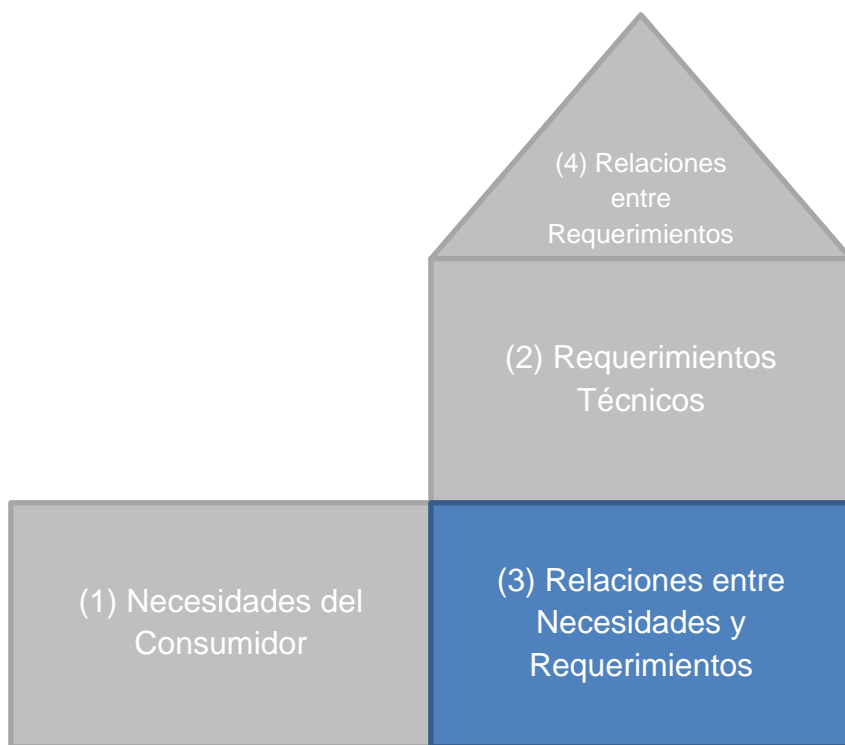 (4) Relaciones
entre
Requerimientos
(2) Requerimientos
Técnicos
(1) Necesidades del
Consumidor
(3) Relaciones entre
Necesidades y
Requerimientos